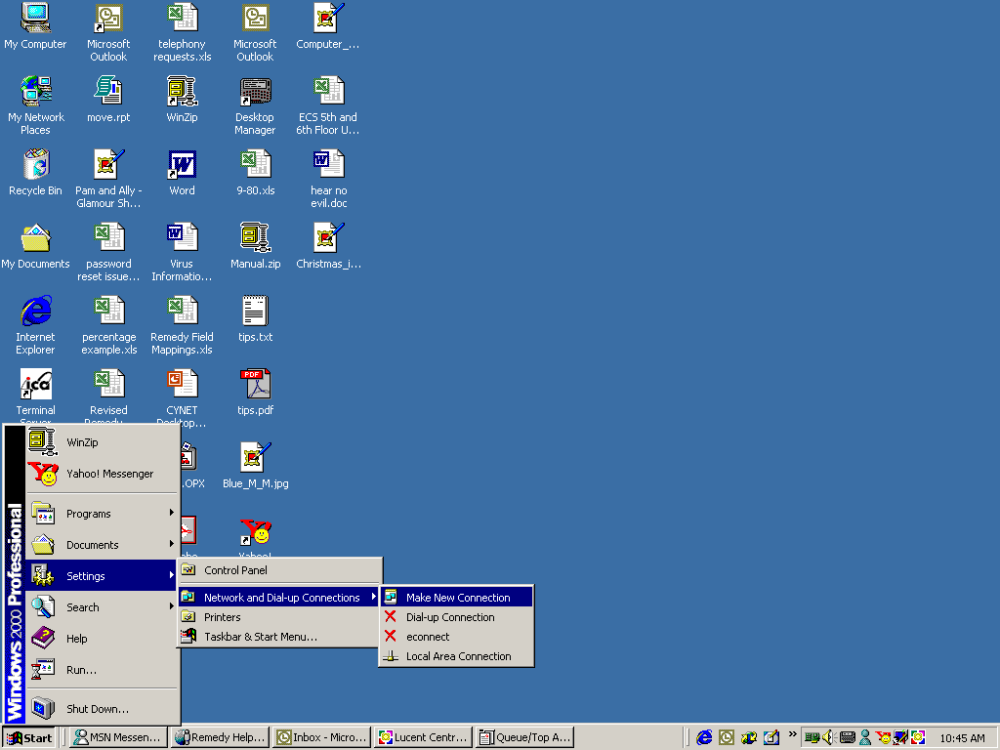 My Computer
Microsoft
Outlook
telephony
requests.xls
Microsoft
Outlook
Computer_...
My Network
Places
move.rpt
WinZip
Desktop
Manager
ECS 5th and
6th Floor U...
Recycle Bin
Pam and Ally -
Glamour Sh...
Word
9-80.xls
hear no
evil.doc
My Documents
password
reset issue...
Virus
Informatio...
Manual.zip
Christmas_i...
Internet
Explorer
percentage
example.xls
Remedy Field
Mappings.xls
tips.txt
ica
Terminal
Server
Revised
Remedy
CYNET
Desktop...
PDF
tips.pdf
.OPX
Blue_M_M.jpg
Yahoo!
Windows 2000 Professional
WinZip
Yahoo! Messenger
Programs
Documents
Settings
Search
Help
Run...
Shut Down...
Control Panel
Network and Dial-up Connections
Printers
Taskbar & Start Menu...
Make New Connection
Dial-up Connection
econnect
Local Area Connection
Start
MSN Messen...
Remedy Help...
Inbox - Micro...
Lucent Centr...
Queue/Top A...
10:45 AM